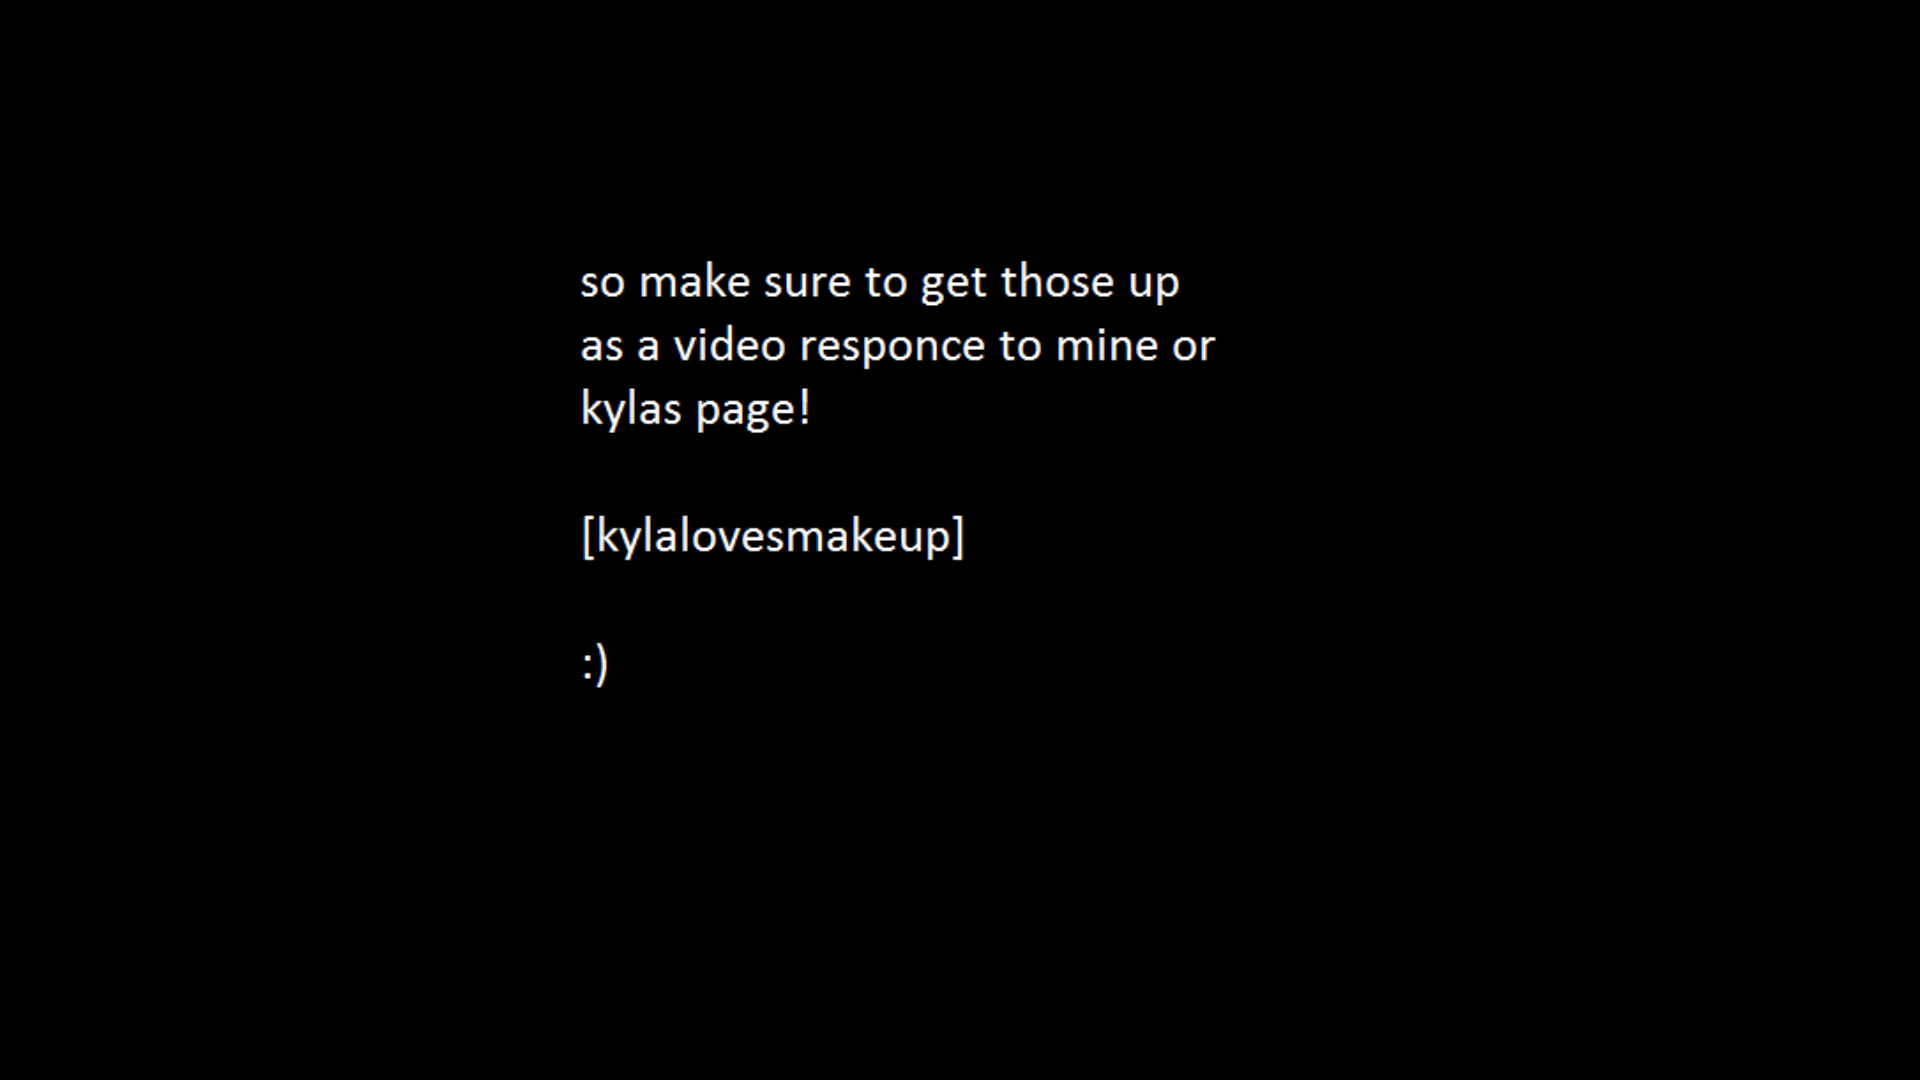 so make sure to get those up
as a video responce to mine or
kylas page!
[kylalovesmakeup]
:)